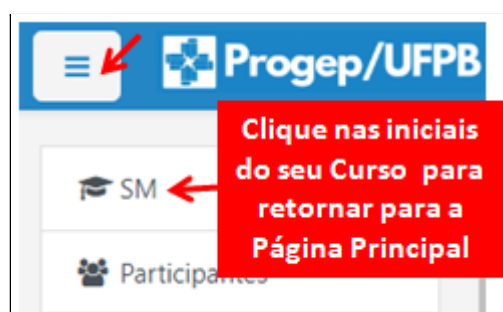 Progep/UFPB
Clique nas iniciais
do seu Curso para
retornar para a
Página Principal
SM
Participantes